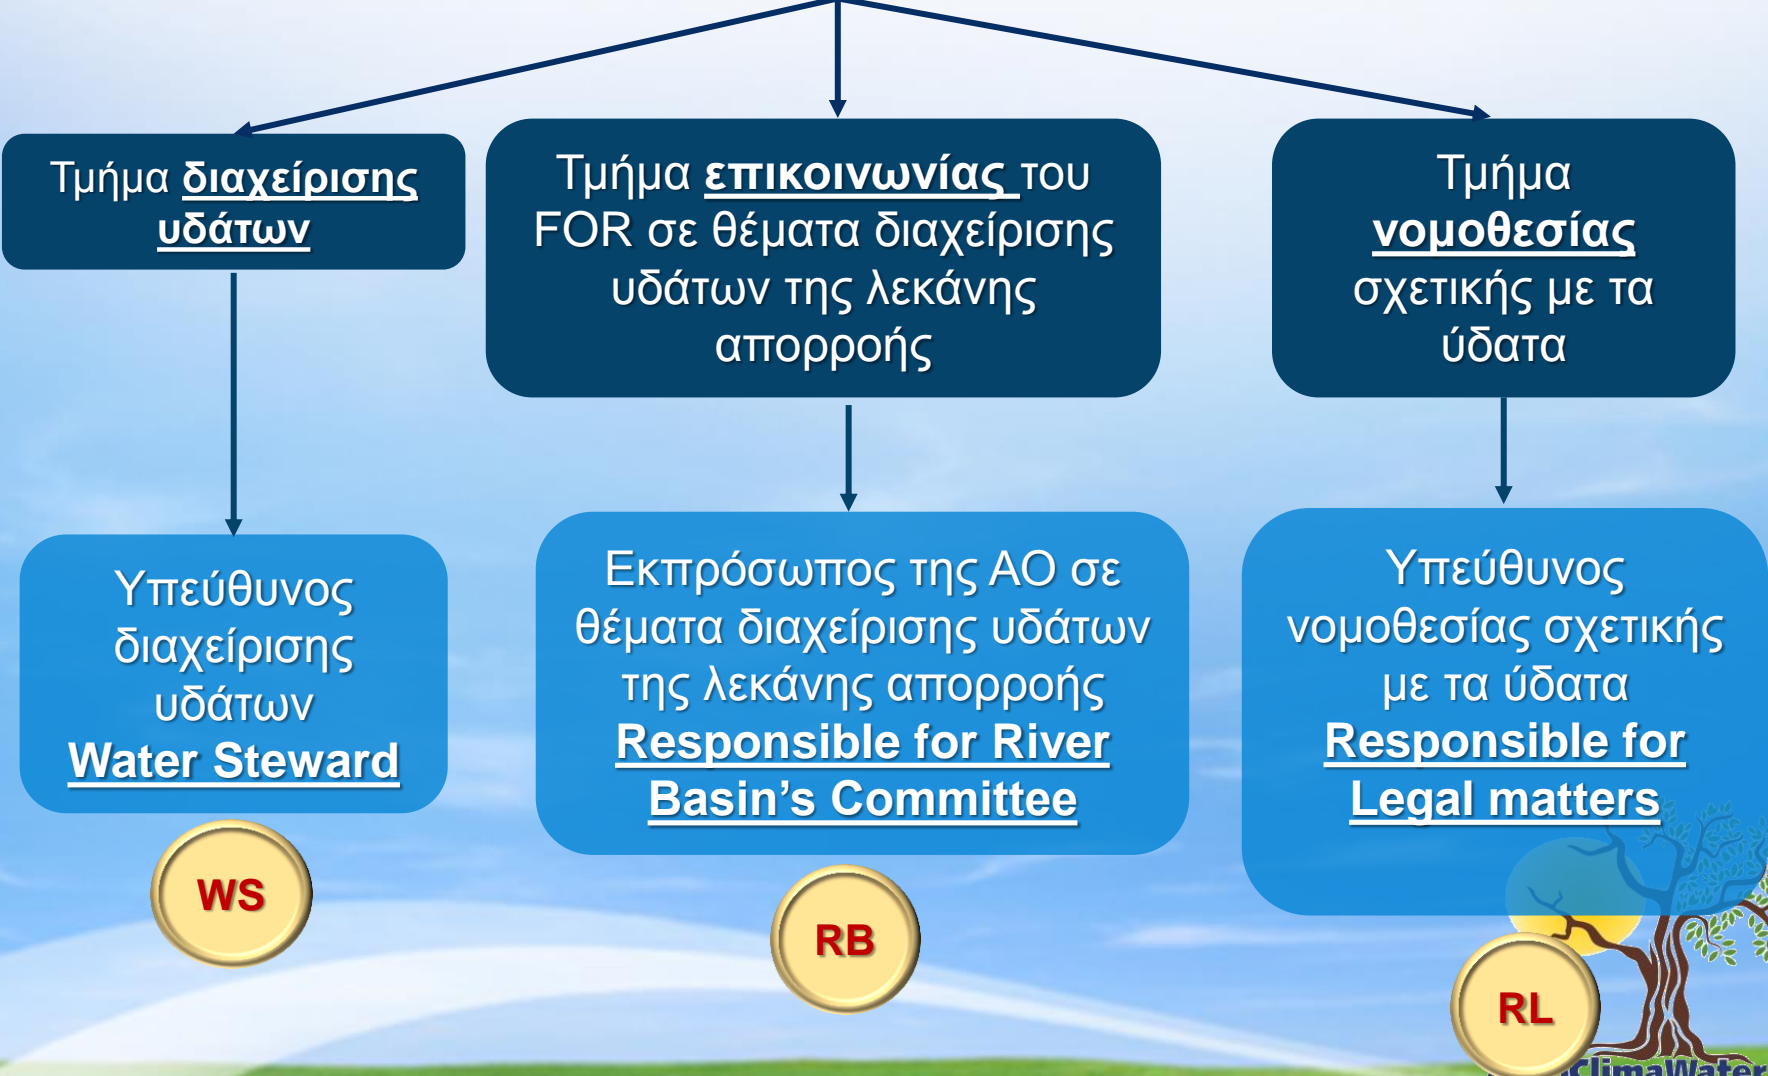 Τμήμα διαχείρισης
υδάτων
Τμήμα επικοινωνίας του
FOR σε θέματα διαχείρισης
υδάτων της λεκάνης
απορροής
Τμήμα
νομοθεσίας
σχετικής με τα
ύδατα
Υπεύθυνος
διαχείρισης
υδάτων
Water Steward
Εκπρόσωπος της ΑΟ σε
θέματα διαχείρισης υδάτων
της λεκάνης απορροής
Responsible for River
Basin’s Committee
Υπεύθυνος
νομοθεσίας σχετικής
με τα ύδατα
Responsible for
Legal matters
WS
RB
RL
ClimaWater